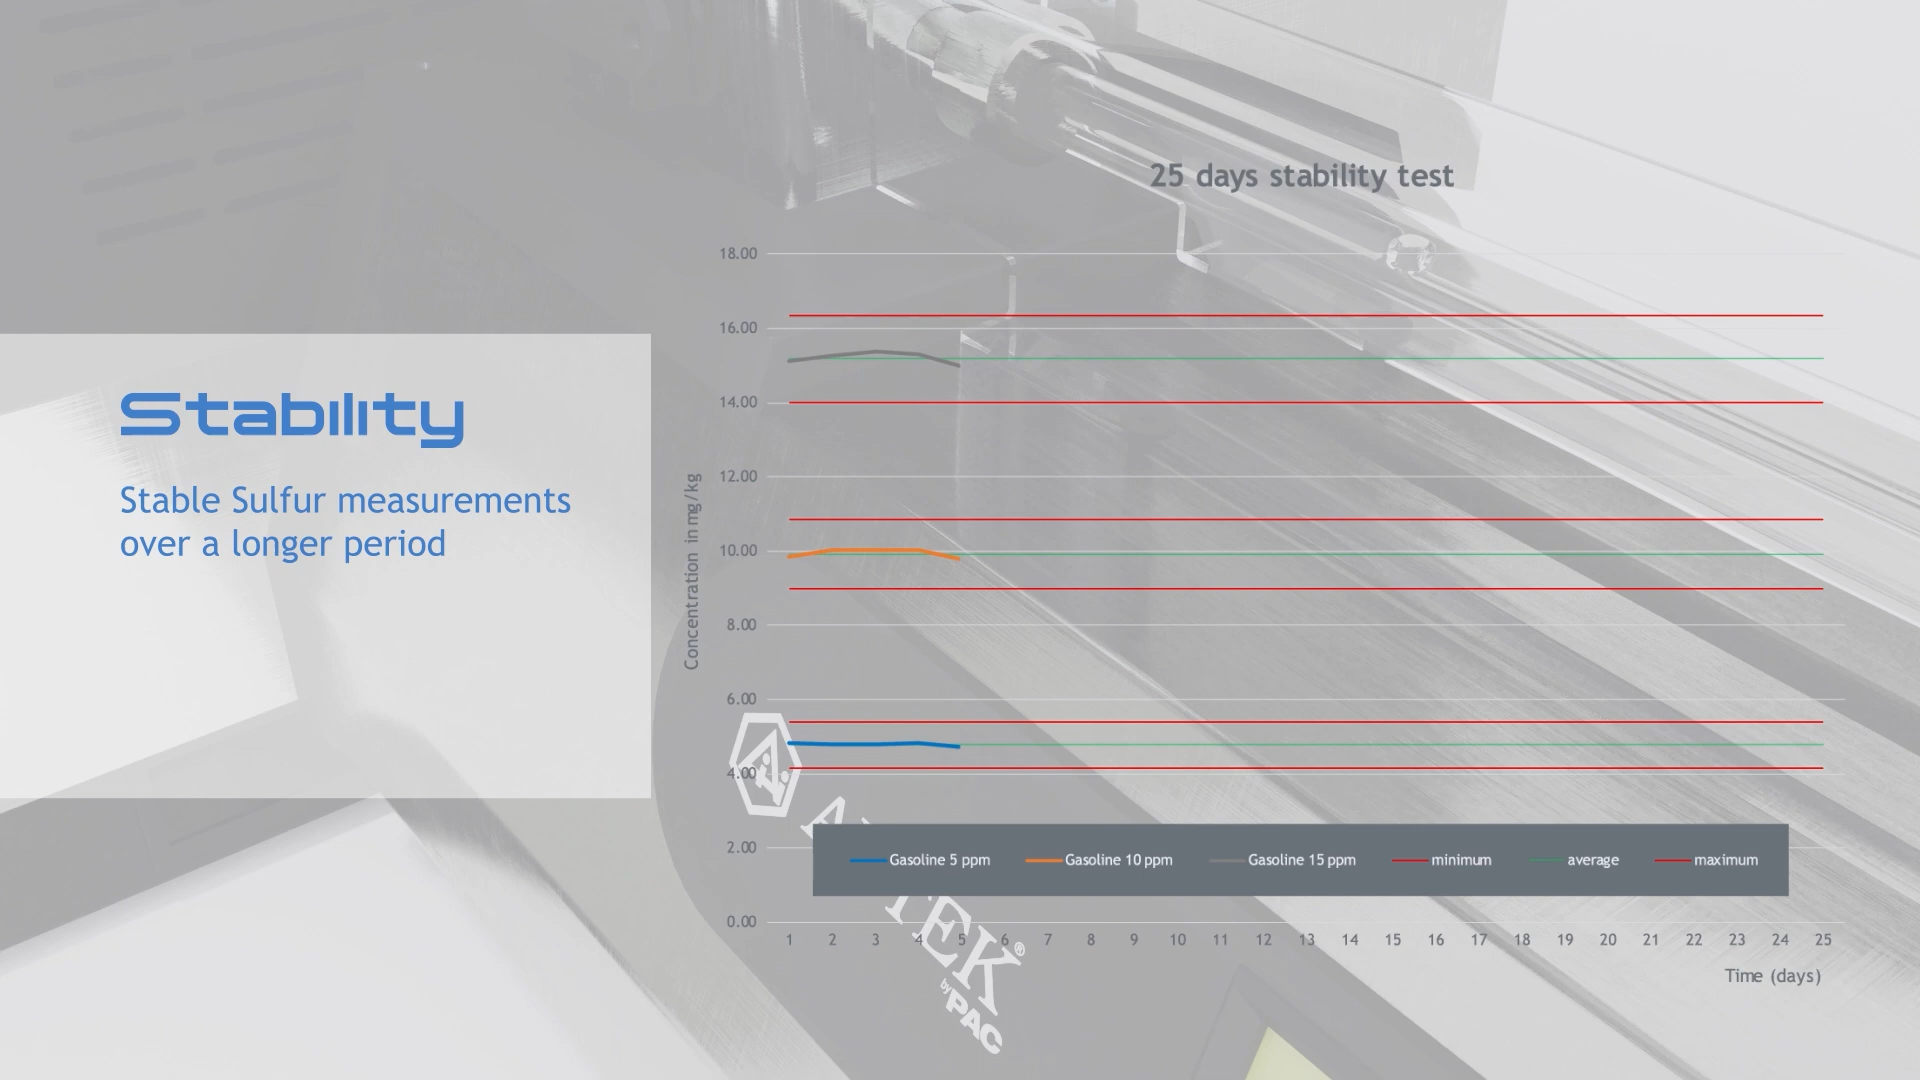 25 days stability test
Stability
Stable Sulfur measurements
over a longer period
Concentration in mg/kg
18.00
16.00
14.00
12.00
10.00
8.00
6.00
4.00
2.00
0.00
Gasoline 5 ppm Gasoline 10 ppm Gasoline 15 ppm minimum average maximum
1 2 3 4 5 6 7 8 9 10 11 12 13 14 15 16 17 18 19 20 21 22 23 24 25
Time (days)
by PAC